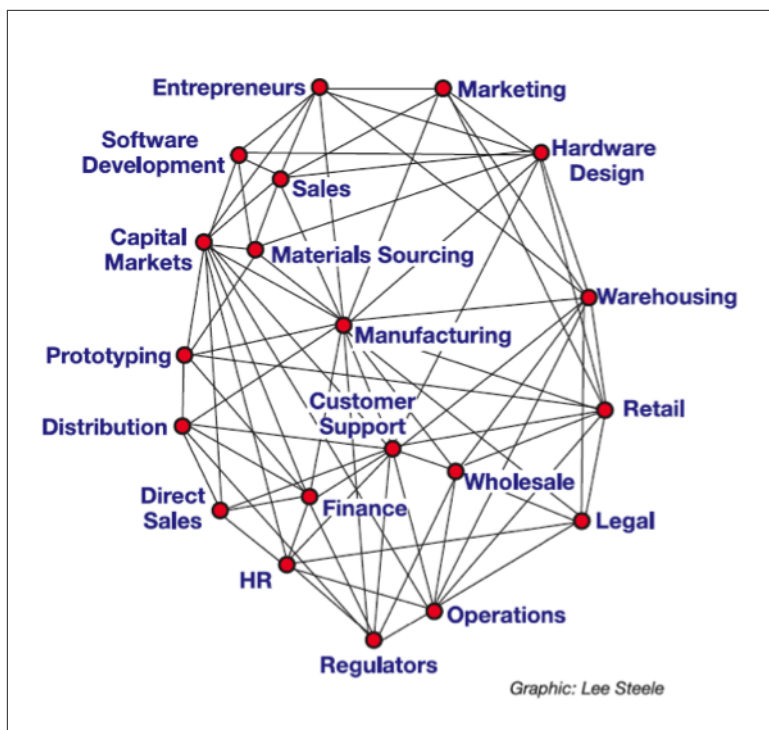 Entrepreneurs
Marketing
Software
Development
Hardware
Design
Sales
Capital
Markets
Materials Sourcing
Warehousing
Manufacturing
Prototyping
Customer
Support
Retail
Distribution
Wholesale
Direct
Sales
Finance
Legal
HR
Operations
Regulators
Graphic: Lee Steele